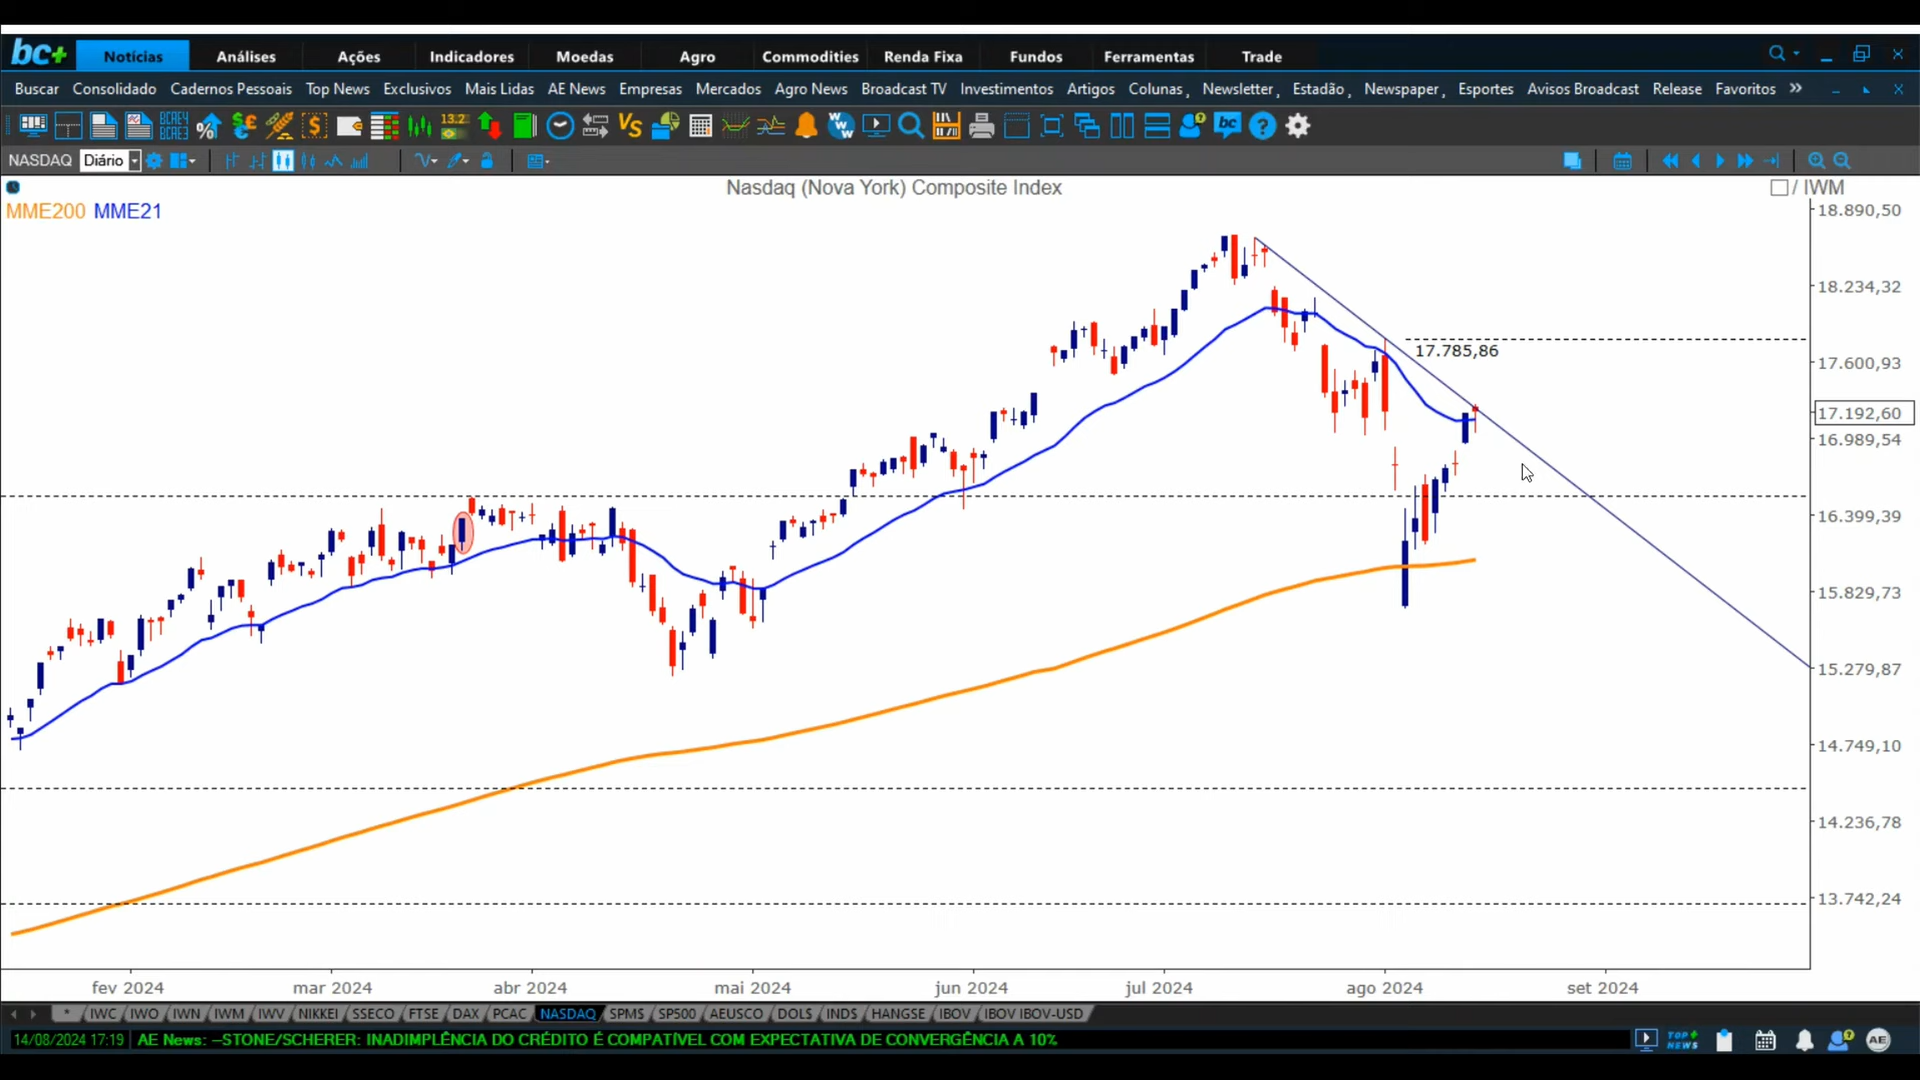 bc+ Notícias Análises Ações Indicadores Moedas Agro Commodities Renda Fixa Fundos Ferramentas Trade
Buscar Consolidado Cadernos Pessoais Top News Exclusivos Mais Lidas AE News Empresas Mercados Agro News Broadcast TV Investimentos Artigos Colunas, Newsletter, Estadão, Newspaper, Esportes Avisos Broadcast Release Favoritos »
NASDAQ Diário
Nasdaq (Nova York) Composite Index
/ IWM
MME200 MME21
18.890,50
18.234,32
17.785,86
17.600,93
17.192,60
16.989,54
16.399,39
15.829,73
15.279,87
14.749,10
14.236,78
13.742,24
fev 2024 mar 2024 abr 2024 mai 2024 jun 2024 jul 2024 ago 2024 set 2024
* IWC IWO IWN IWM IWV NIKKEI SSECO FTSE DAX PCAC NASDAQ SPM$ SP500 AEUSCO DOL$ IND$ HANGSE IBOV IBOV IBOV-USD
14/08/2024 17:19 AE News: --STONE/SCHERER: INADIMPLÊNCIA DO CRÉDITO É COMPATÍVEL COM EXPECTATIVA DE CONVERGÊNCIA A 10% TOP+ NEWS AE